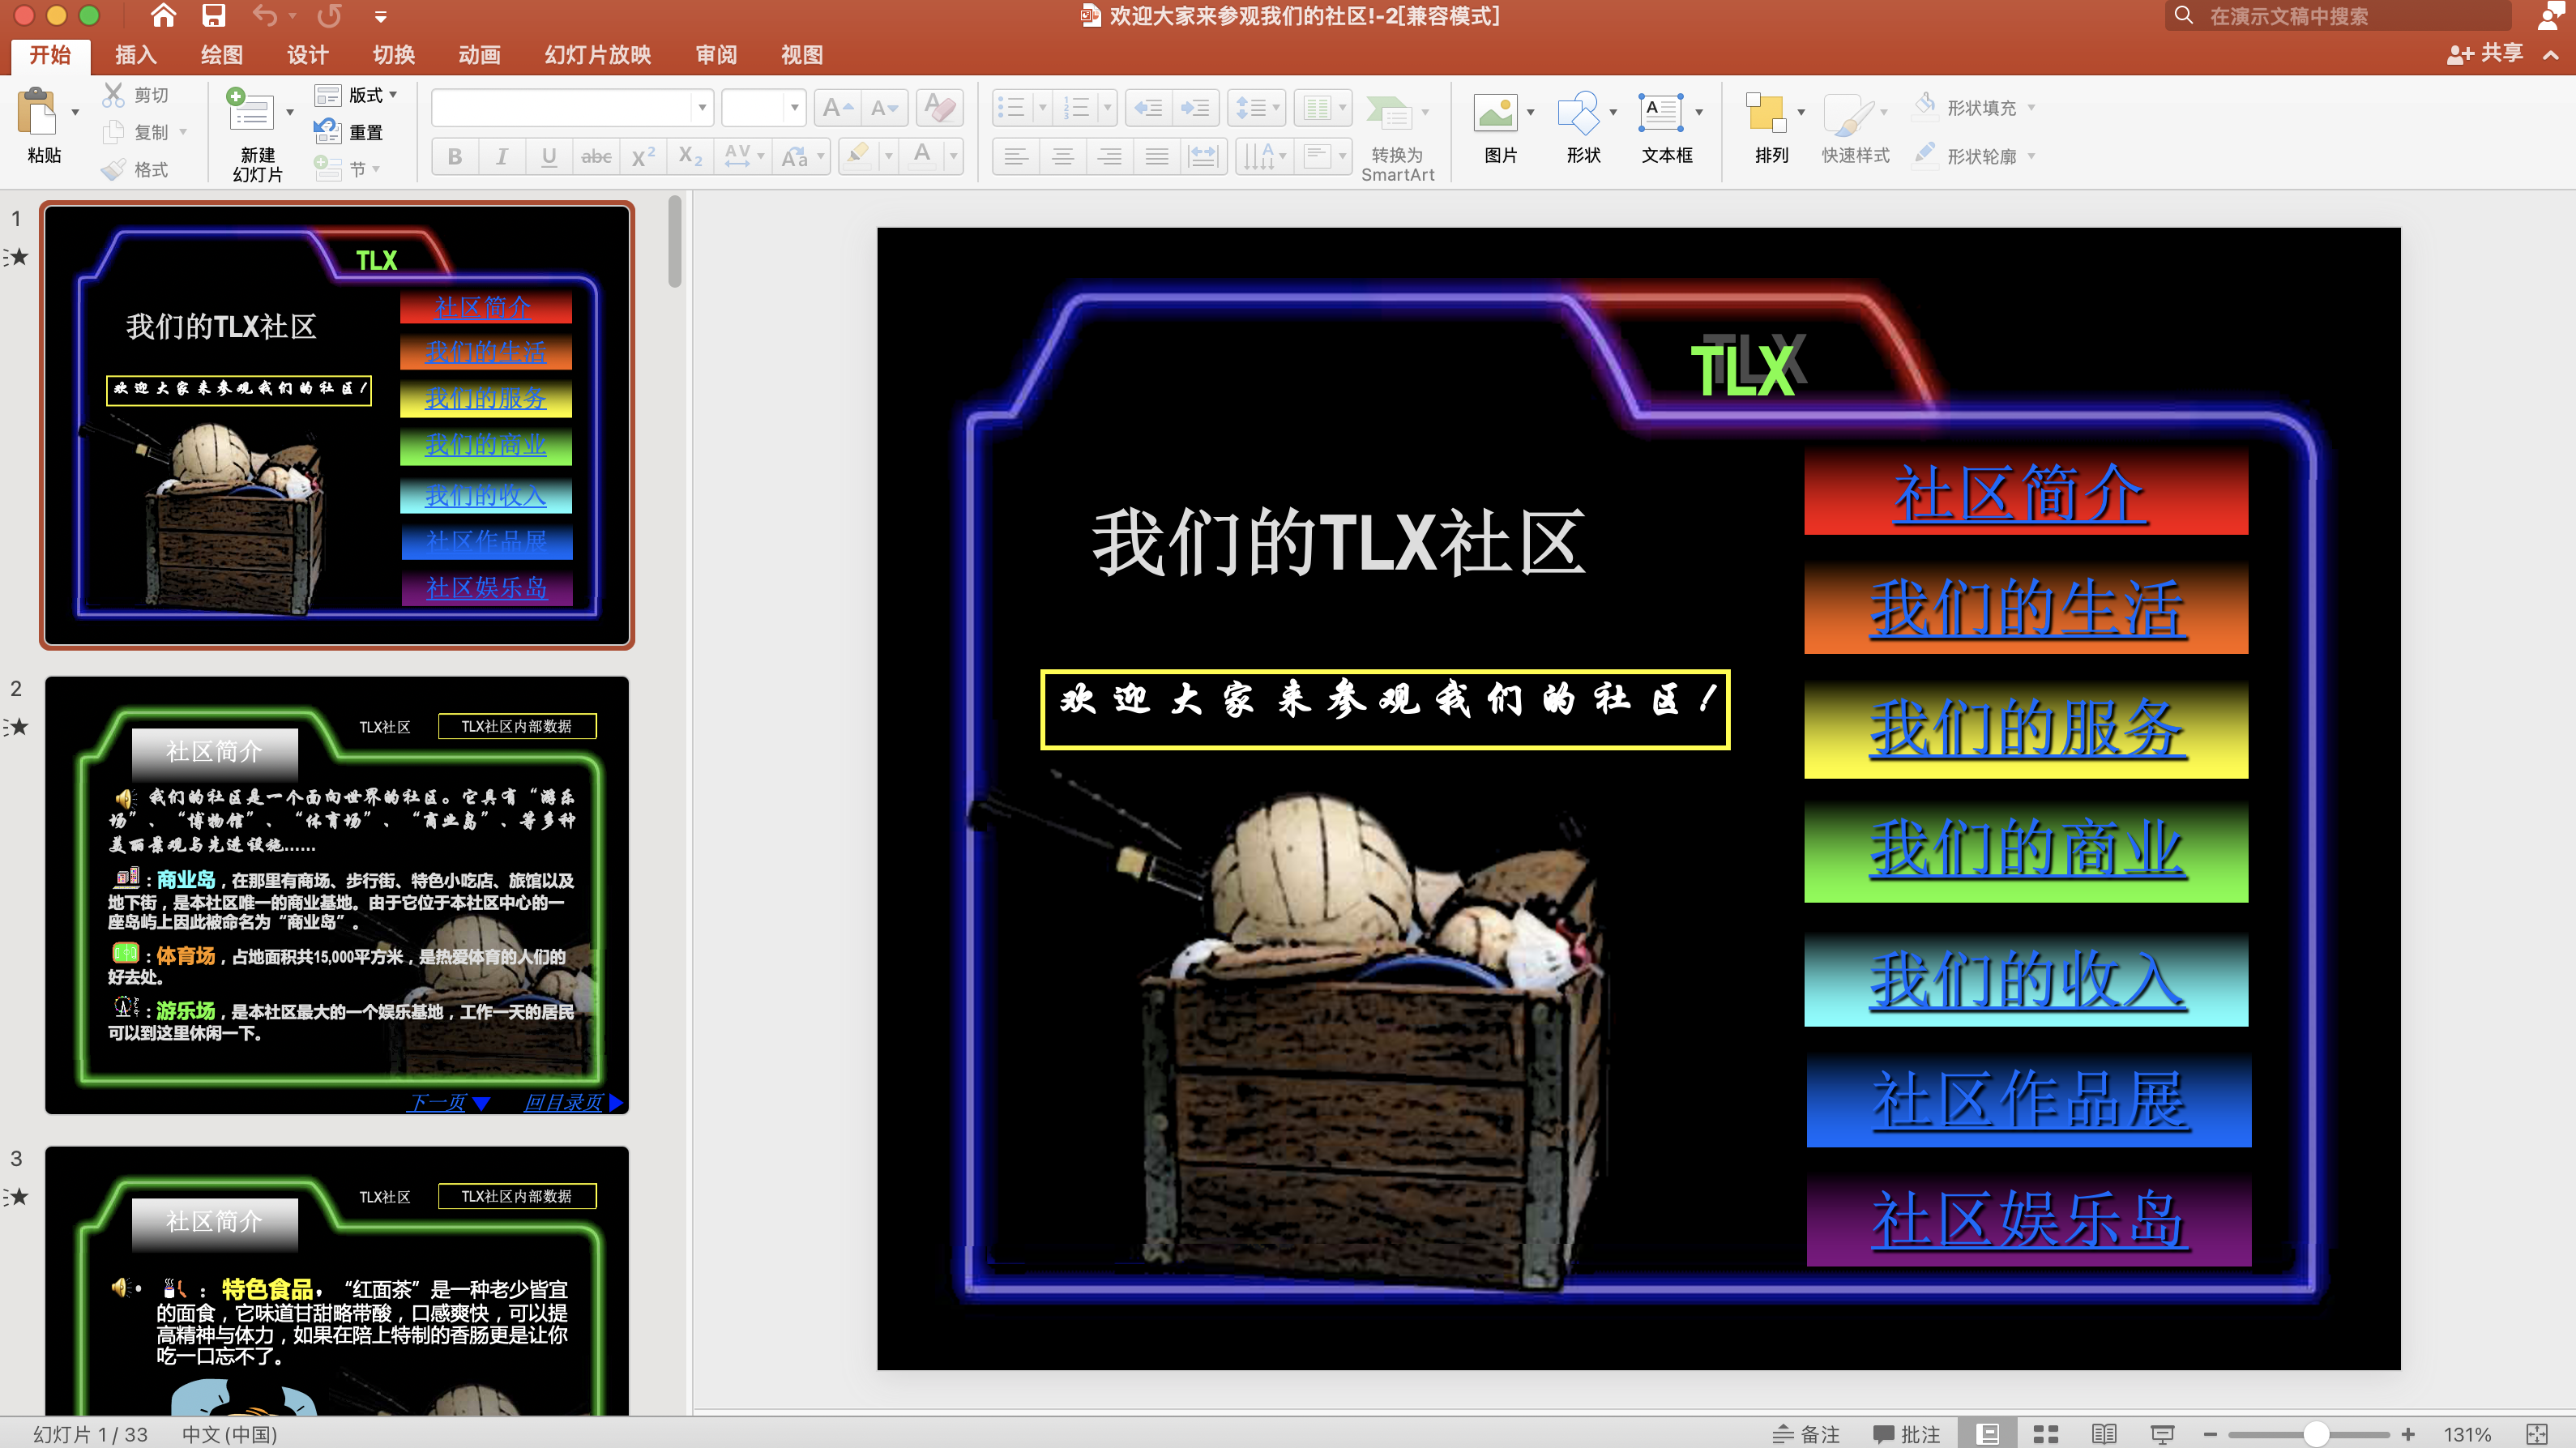 欢迎大家来参观我们的社区!-2[兼容模式]
在演示文稿中搜索
开始 插入 绘图 设计 切换 动画 幻灯片放映 审阅 视图
共享
粘贴
剪切
复制
格式
新建
幻灯片
版式
重置
节
转换为
SmartArt
图片
形状
文本框
排列
快速样式
形状填充
形状轮廓
1
TLX
我们的TLX社区
欢迎大家来参观我们的社区!
社区简介
我们的生活
我们的服务
我们的商业
我们的收入
社区作品展
社区娱乐岛
2
社区简介
TLX社区
TLX社区内部数据
我们的社区是一个面向世界的社区。它具有“游乐
场”、“博物馆”、“体育场”、“商业岛”、等多种
美丽景观与先进设施......
：商业岛，在那里有商场、步行街、特色小吃店、旅馆以及
地下街，是本社区唯一的商业基地。由于它位于本社区中心的一
座岛屿上因此被命名为“商业岛”。
：体育场，占地面积共15,000平方米，是热爱体育的人们的
好去处。
：游乐场，是本社区最大的一个娱乐基地，工作一天的居民
可以到这里休闲一下。
下一页
回目录页
3
社区简介
TLX社区
TLX社区内部数据
• ：特色食品，“红面茶”是一种老少皆宜
的面食，它味道甘甜略带酸，口感爽快，可以提
高精神与体力，如果在陪上特制的香肠更是让你
吃一口忘不了。
TLX
我们的TLX社区
欢迎大家来参观我们的社区!
社区简介
我们的生活
我们的服务
我们的商业
我们的收入
社区作品展
社区娱乐岛
幻灯片 1 / 33
中文(中国)
备注
批注
131%